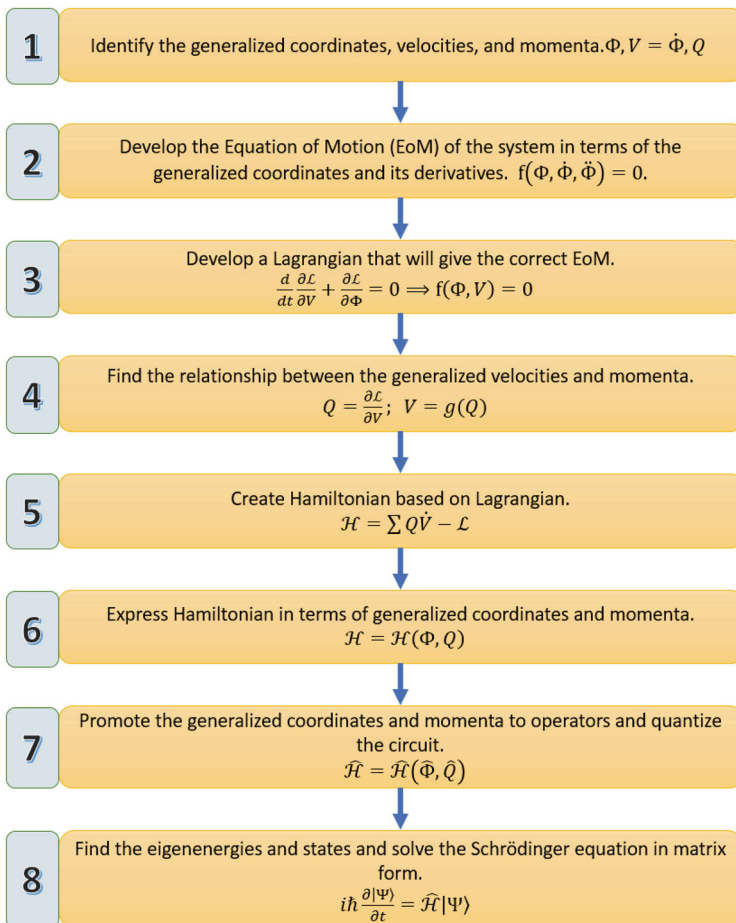 1
Identify the generalized coordinates, velocities, and momenta.Φ, V = Φ̇, Q
2
Develop the Equation of Motion (EoM) of the system in terms of the
generalized coordinates and its derivatives. f(Φ, Φ̇, Φ̈) = 0.
3
Develop a Lagrangian that will give the correct EoM.
d/dt ∂ℒ/∂V + ∂ℒ/∂Φ = 0 ⟹ f(Φ, V) = 0
4
Find the relationship between the generalized velocities and momenta.
Q = ∂ℒ/∂V; V = g(Q)
5
Create Hamiltonian based on Lagrangian.
ℋ = ∑ QV̇ − ℒ
6
Express Hamiltonian in terms of generalized coordinates and momenta.
ℋ = ℋ(Φ, Q)
7
Promote the generalized coordinates and momenta to operators and quantize
the circuit.
ℋ̂ = ℋ̂(Φ̂, Q̂)
8
Find the eigenenergies and states and solve the Schrödinger equation in matrix
form.
iℏ ∂|Ψ⟩/∂t = ℋ̂|Ψ⟩